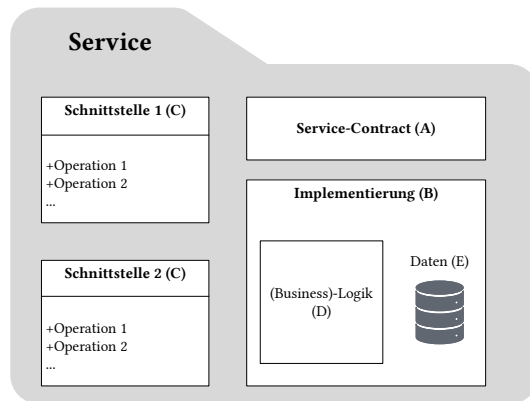 Service
Schnittstelle 1 (C)
+Operation 1
+Operation 2
...
Schnittstelle 2 (C)
+Operation 1
+Operation 2
...
Service-Contract (A)
Implementierung (B)
(Business)-Logik
(D)
Daten (E)